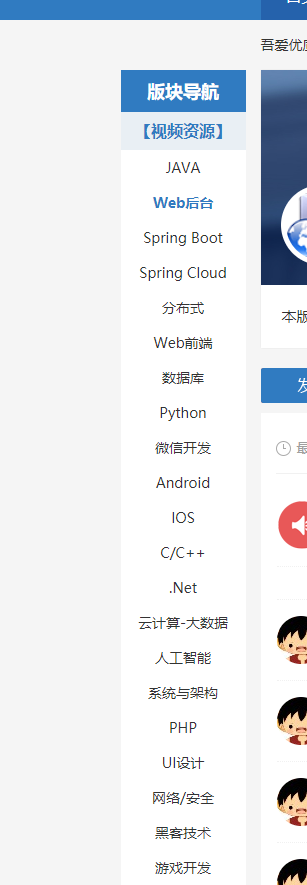 吾爱优
版块导航
【视频资源】
JAVA
Web后台
Spring Boot
Spring Cloud
分布式
本版
Web前端
数据库
发
Python
微信开发
最
Android
IOS
C/C++
.Net
云计算-大数据
人工智能
系统与架构
PHP
UI设计
网络/安全
黑客技术
游戏开发